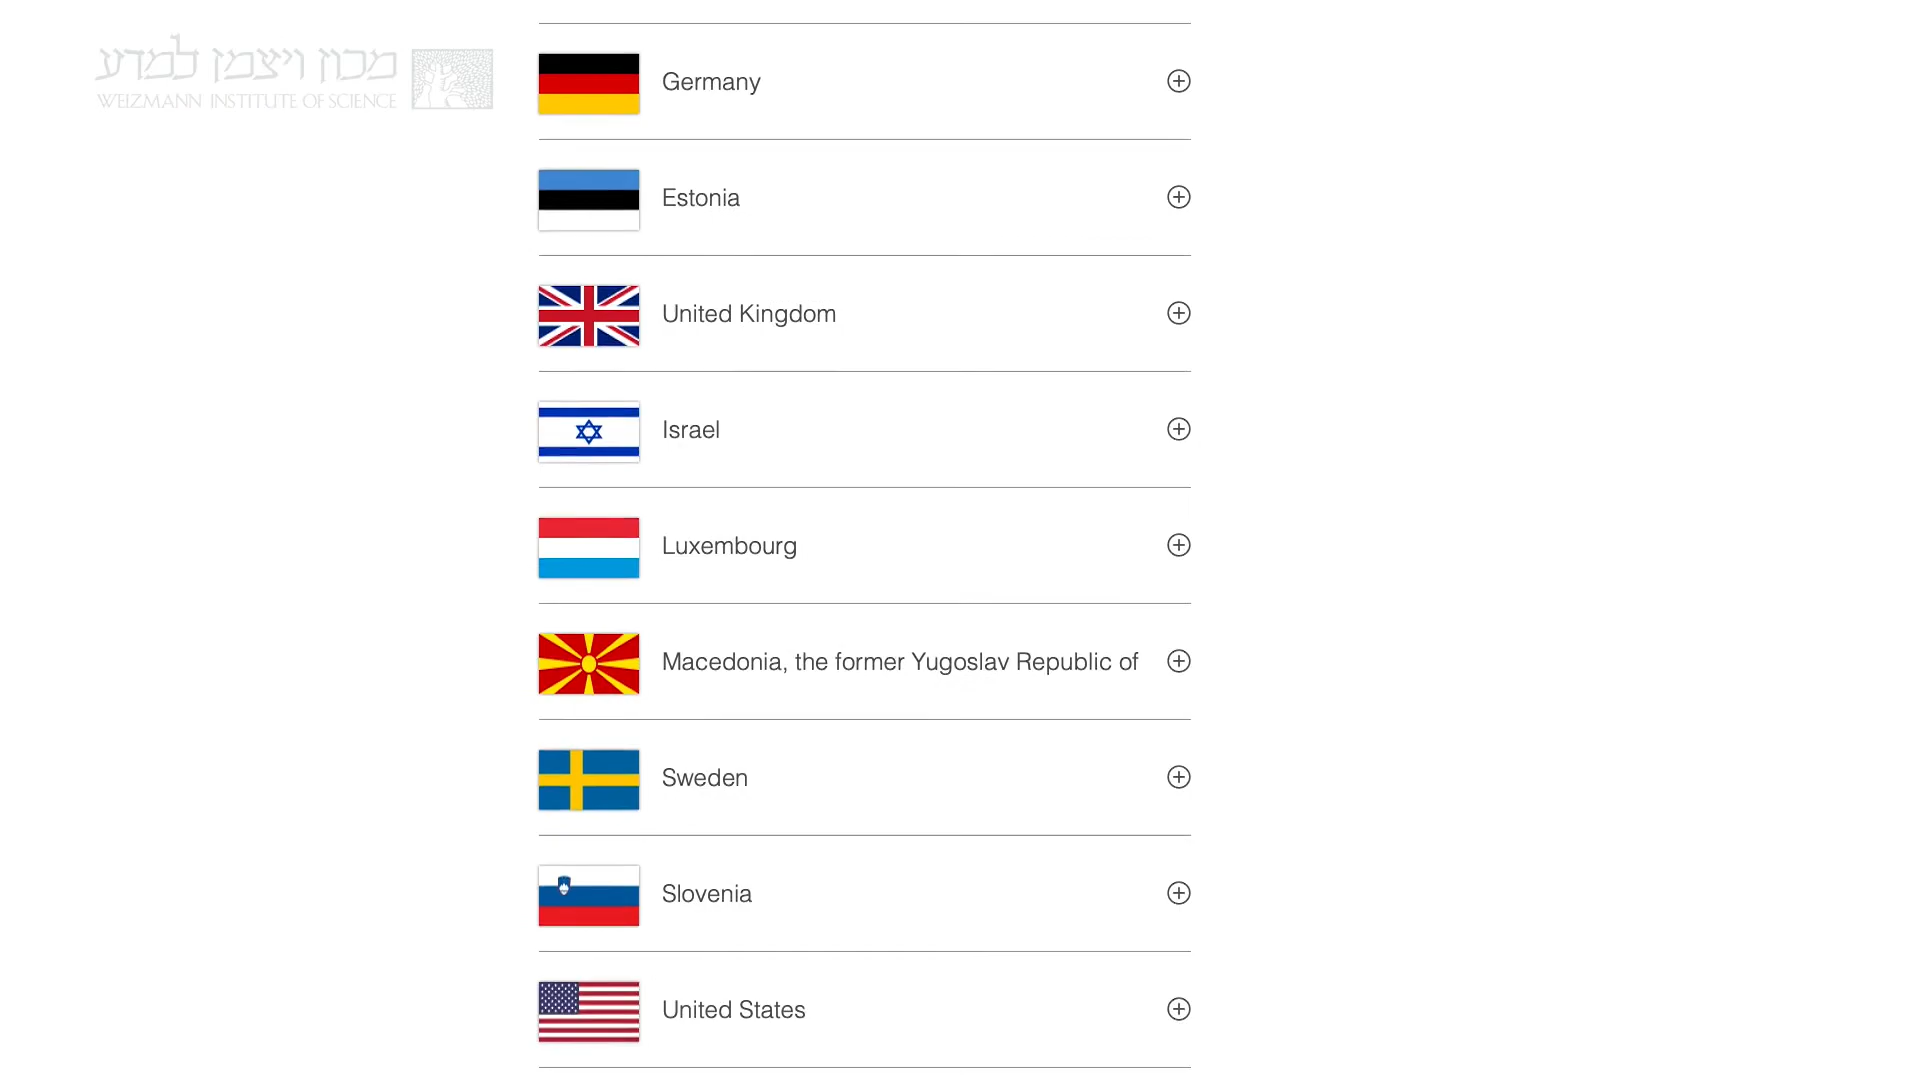 מכון ויצמן למדע
WEIZMANN INSTITUTE OF SCIENCE
Germany
Estonia
United Kingdom
Israel
Luxembourg
Macedonia, the former Yugoslav Republic of
Sweden
Slovenia
United States